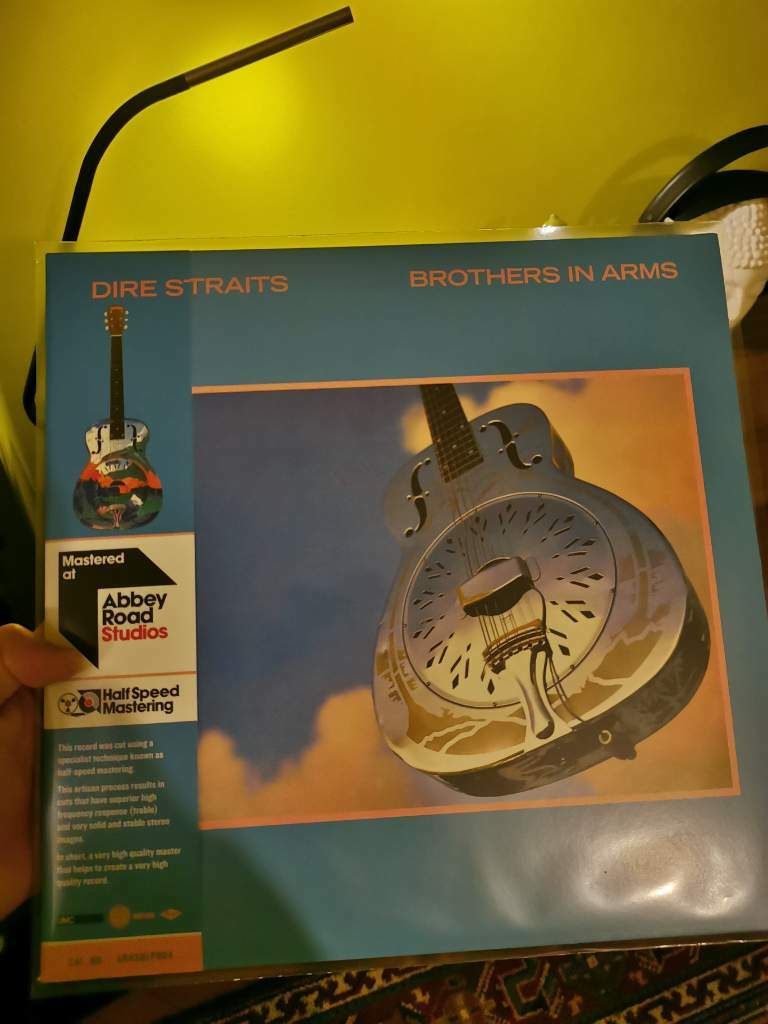 DIRE STRAITS
BROTHERS IN ARMS
Mastered
at
Abbey
Road
Studios
Half Speed
Mastering
This record was cut using a
specialist technique known as
half-speed mastering.
This artisan process results in
cuts that have superior high
frequency response (treble)
and very solid and stable stereo
images.
In short, a very high quality master
that helps to create a very high
quality record.
CAT NO